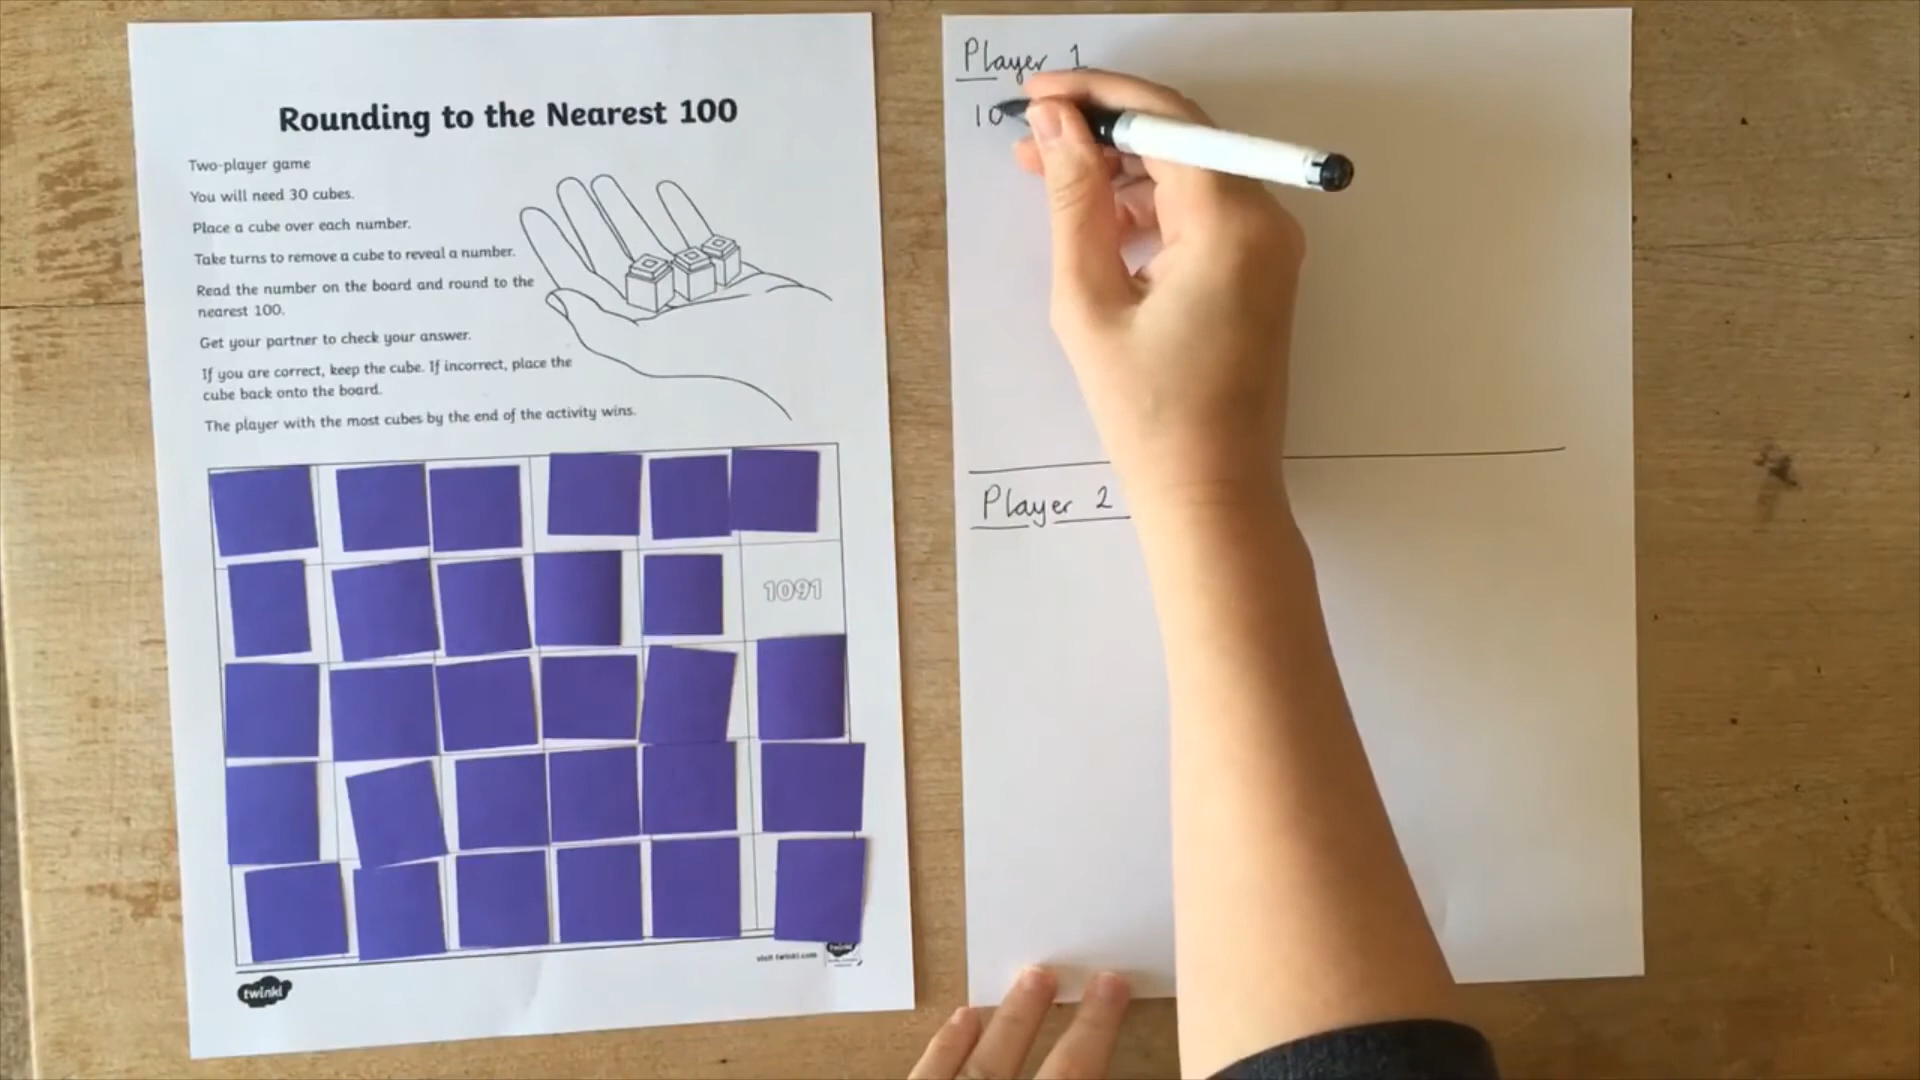 Rounding to the Nearest 100
Two-player game
You will need 30 cubes.
Place a cube over each number.
Take turns to remove a cube to reveal a number.
Read the number on the board and round to the
nearest 100.
Get your partner to check your answer.
If you are correct, keep the cube. If incorrect, place the
cube back onto the board.
The player with the most cubes by the end of the activity wins.
1091
visit twinkl.com
twinkl
twinkl
Player 1
10
Player 2